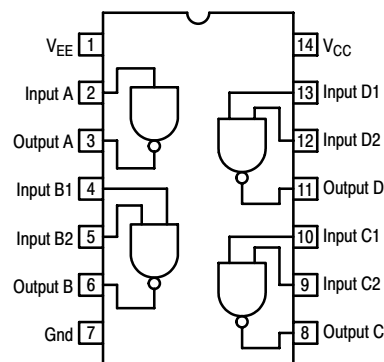 VEE 1
14 VCC
Input A 2
13 Input D1
Output A 3
12 Input D2
Input B1 4
11 Output D
Input B2 5
10 Input C1
Output B 6
9 Input C2
Gnd 7
8 Output C